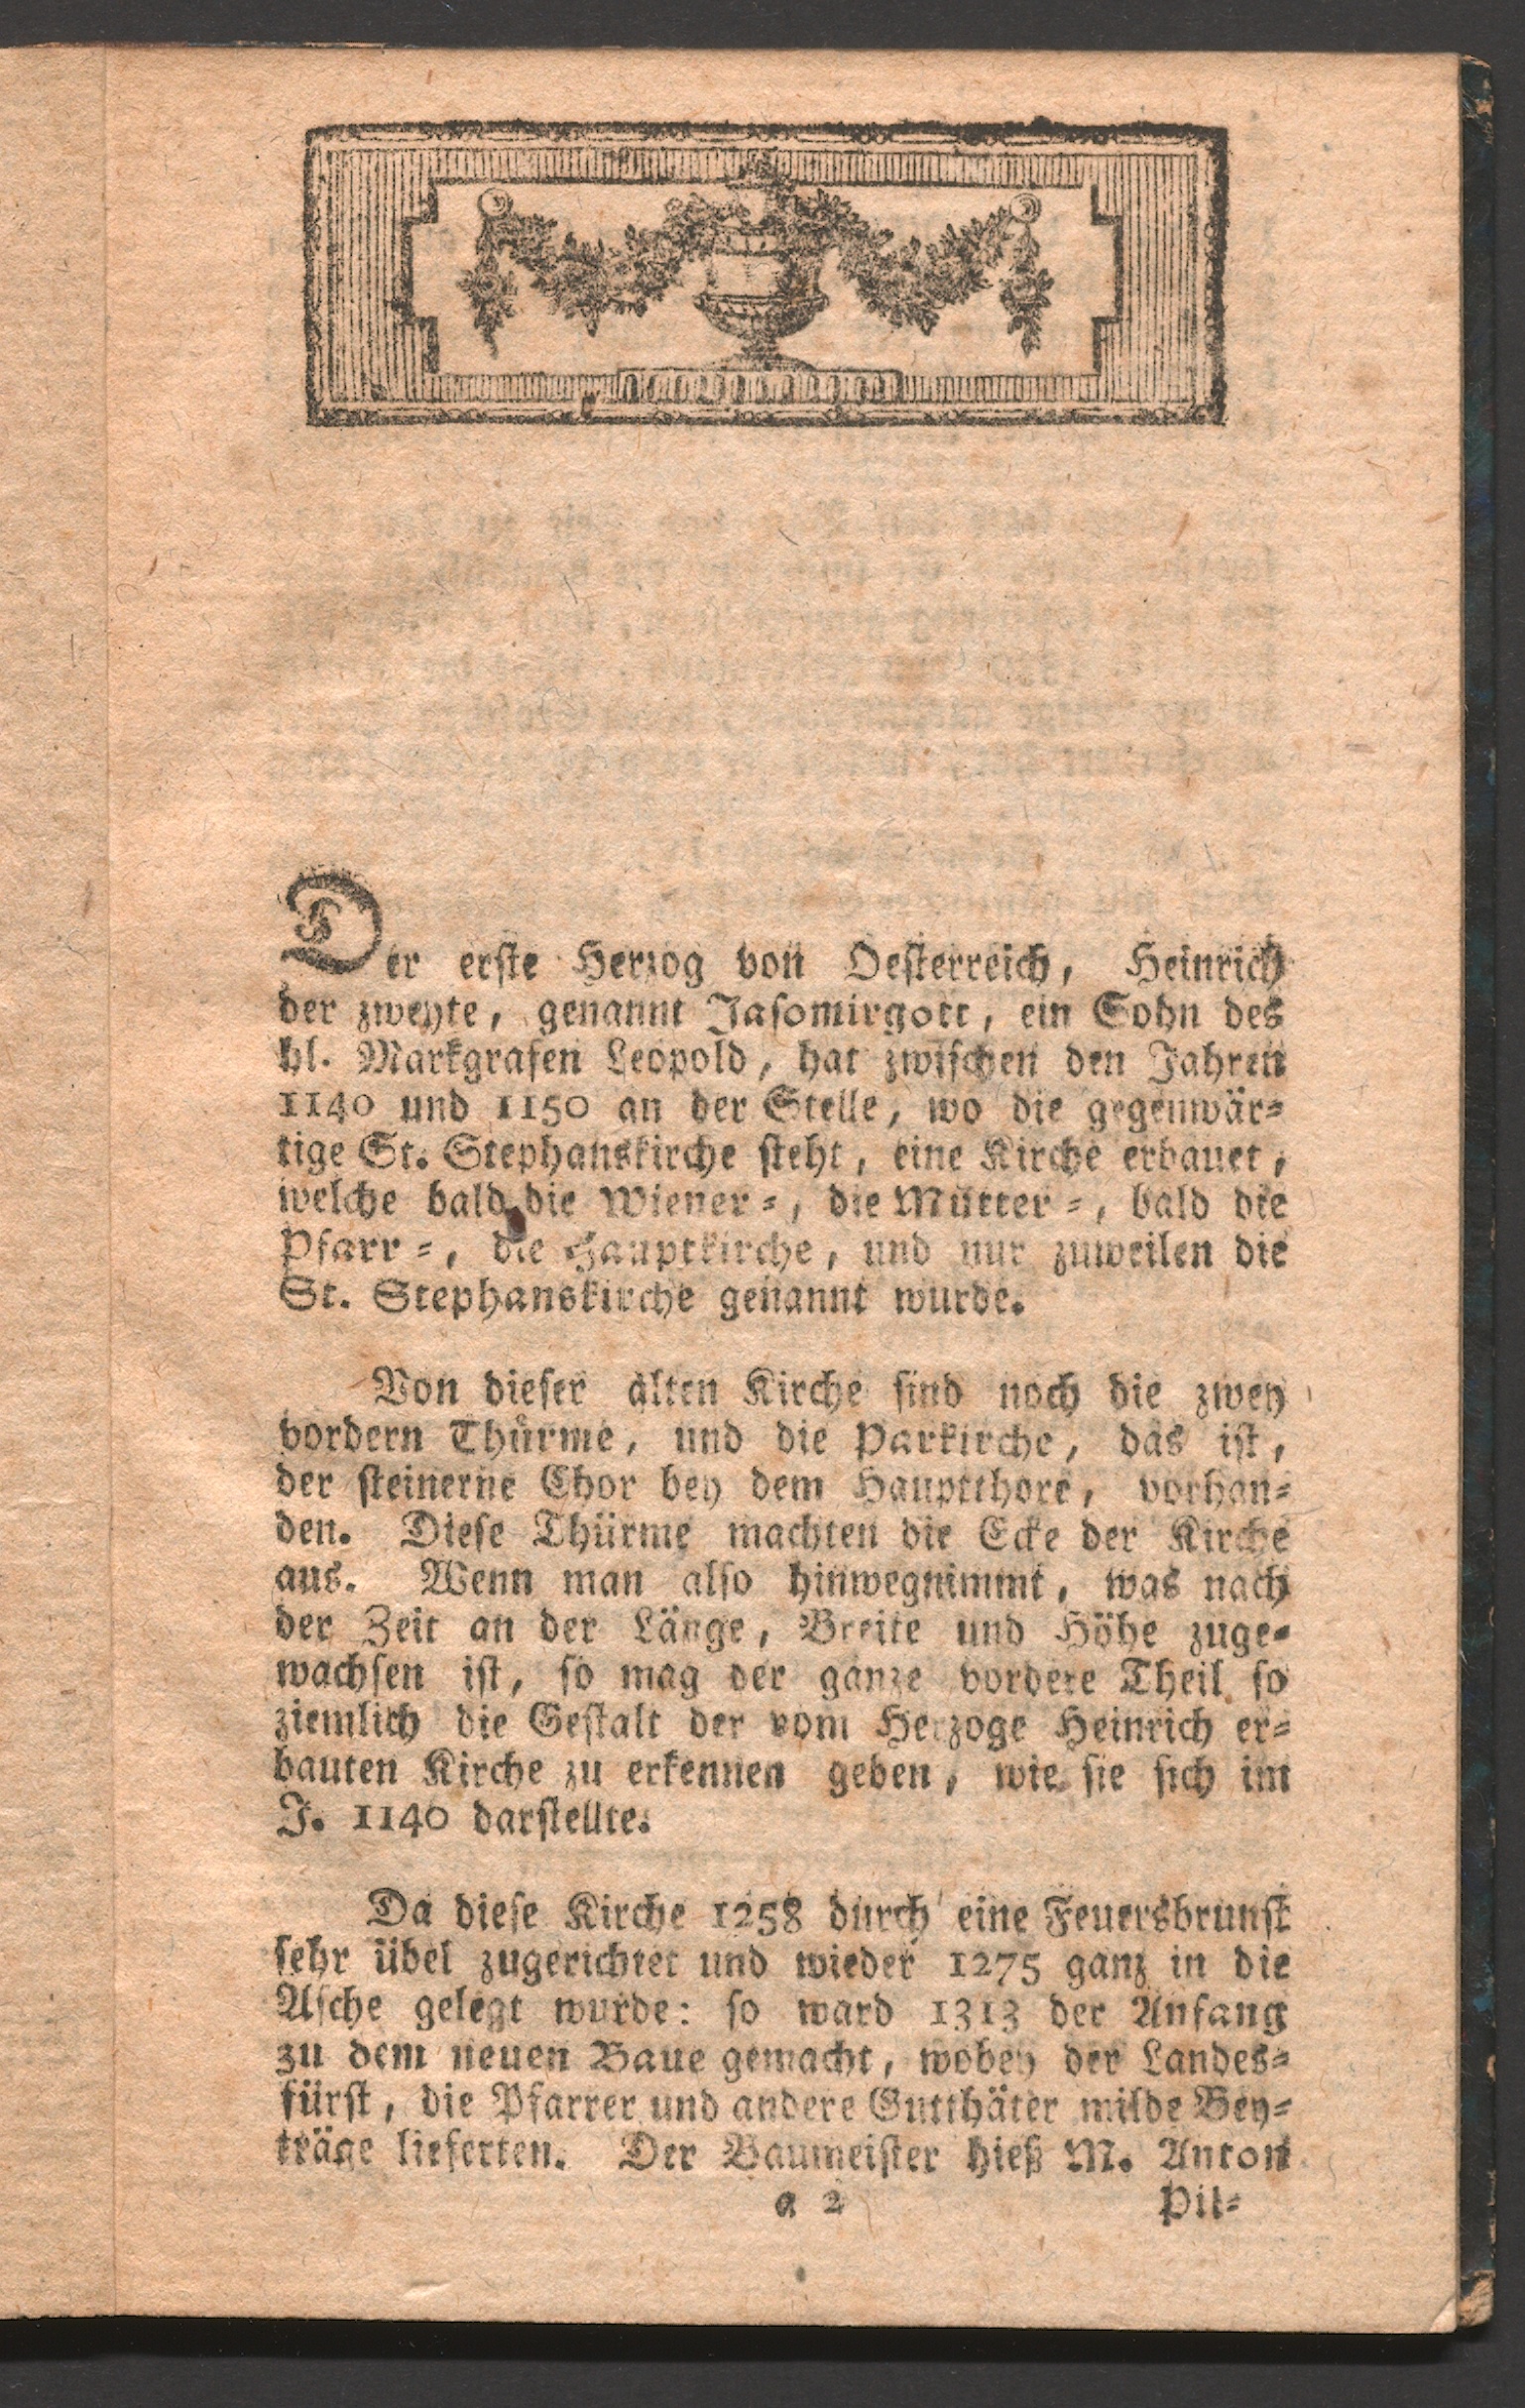 Der erste Herzog von Oesterreich, Heinrich
der zweyte, genannt Jasomirgott, ein Sohn des
hl. Markgrafen Leopold, hat zwischen den Jahren
1140 und 1150 an der Stelle, wo die gegenwär-
tige St. Stephanskirche steht, eine Kirche erbauet,
welche bald die Wiener-, die Mutter-, bald die
Pfarr-, die Hauptkirche, und nur zuweilen die
St. Stephanskirche genannt wurde.
Von dieser alten Kirche sind noch die zwey
vordern Thürme, und die Parkirche, das ist,
der steinerne Chor bey dem Hauptthore, vorhan-
den. Diese Thürme machten die Ecke der Kirche
aus. Wenn man also hinwegnimmt, was nach
der Zeit an der Länge, Breite und Höhe zuge-
wachsen ist, so mag der ganze vordere Theil so
ziemlich die Gestalt der vom Herzoge Heinrich er-
bauten Kirche zu erkennen geben, wie sie sich im
J. 1140 darstellte.
Da diese Kirche 1258 durch eine Feuersbrunst
sehr übel zugerichtet und wieder 1275 ganz in die
Asche gelegt wurde: so ward 1313 der Anfang
zu dem neuen Baue gemacht, wobey der Landes-
fürst, die Pfarrer und andere Gutthäter milde Bey-
träge lieferten. Der Baumeister hieß M. Anton
a 2 Pil-